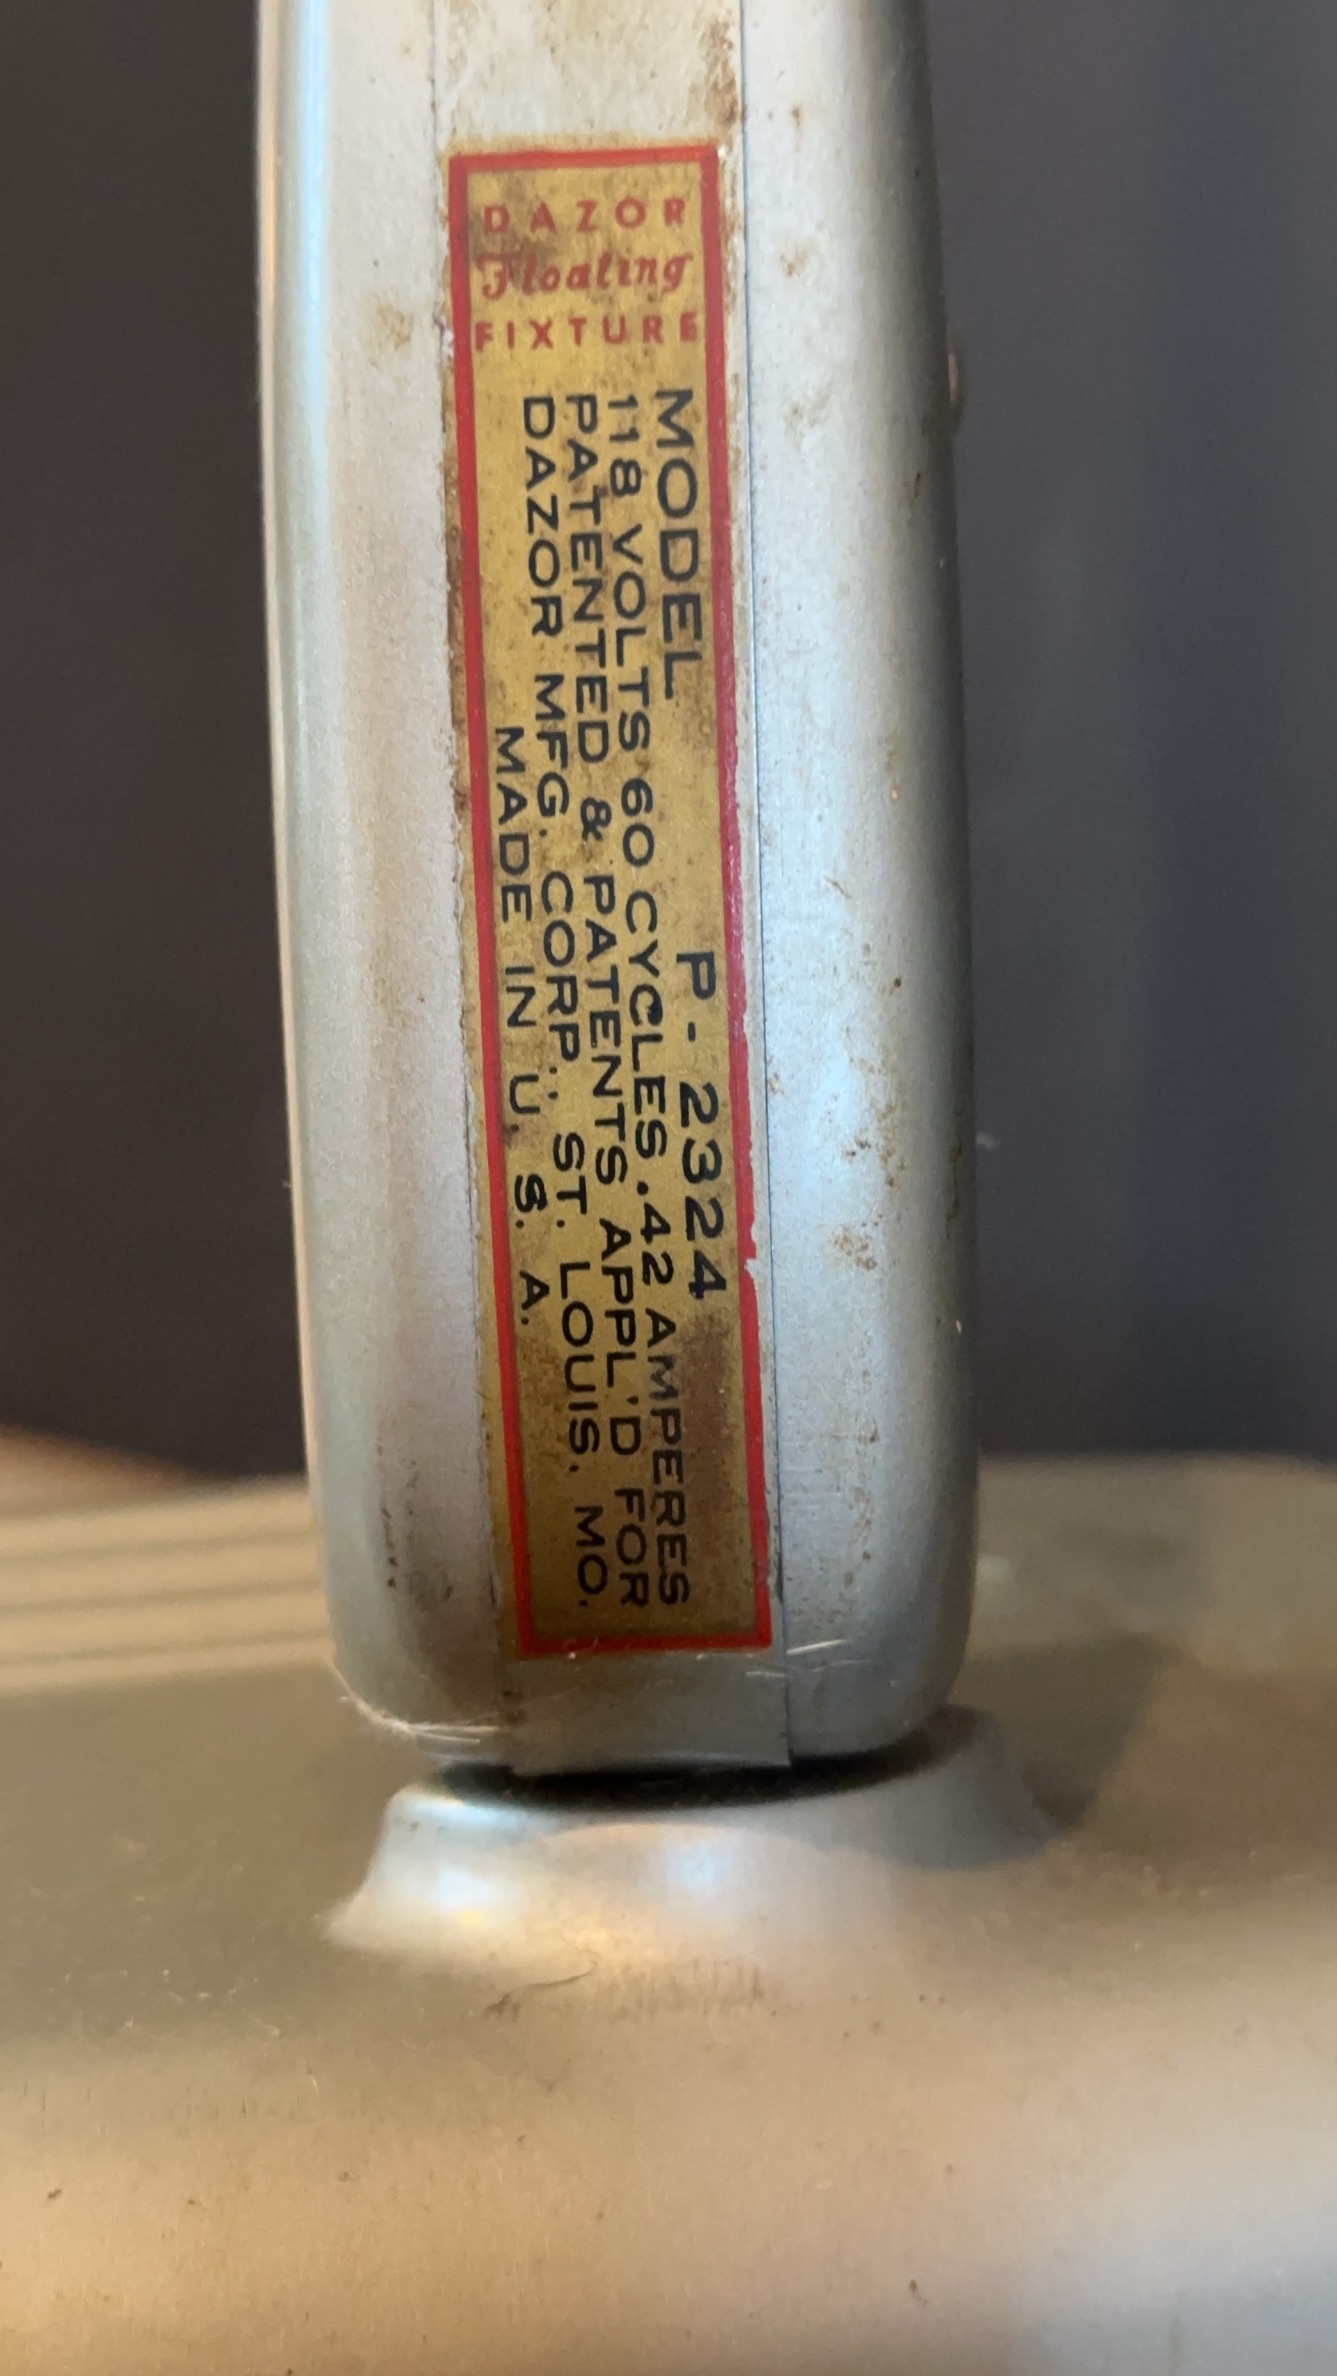 DAZOR
Floating
FIXTURE
MODEL P-2324
118 VOLTS 60 CYCLES .42 AMPERES
PATENTED & PATENTS APPL'D FOR
DAZOR MFG. CORP., ST. LOUIS. MO.
MADE IN U. S. A.